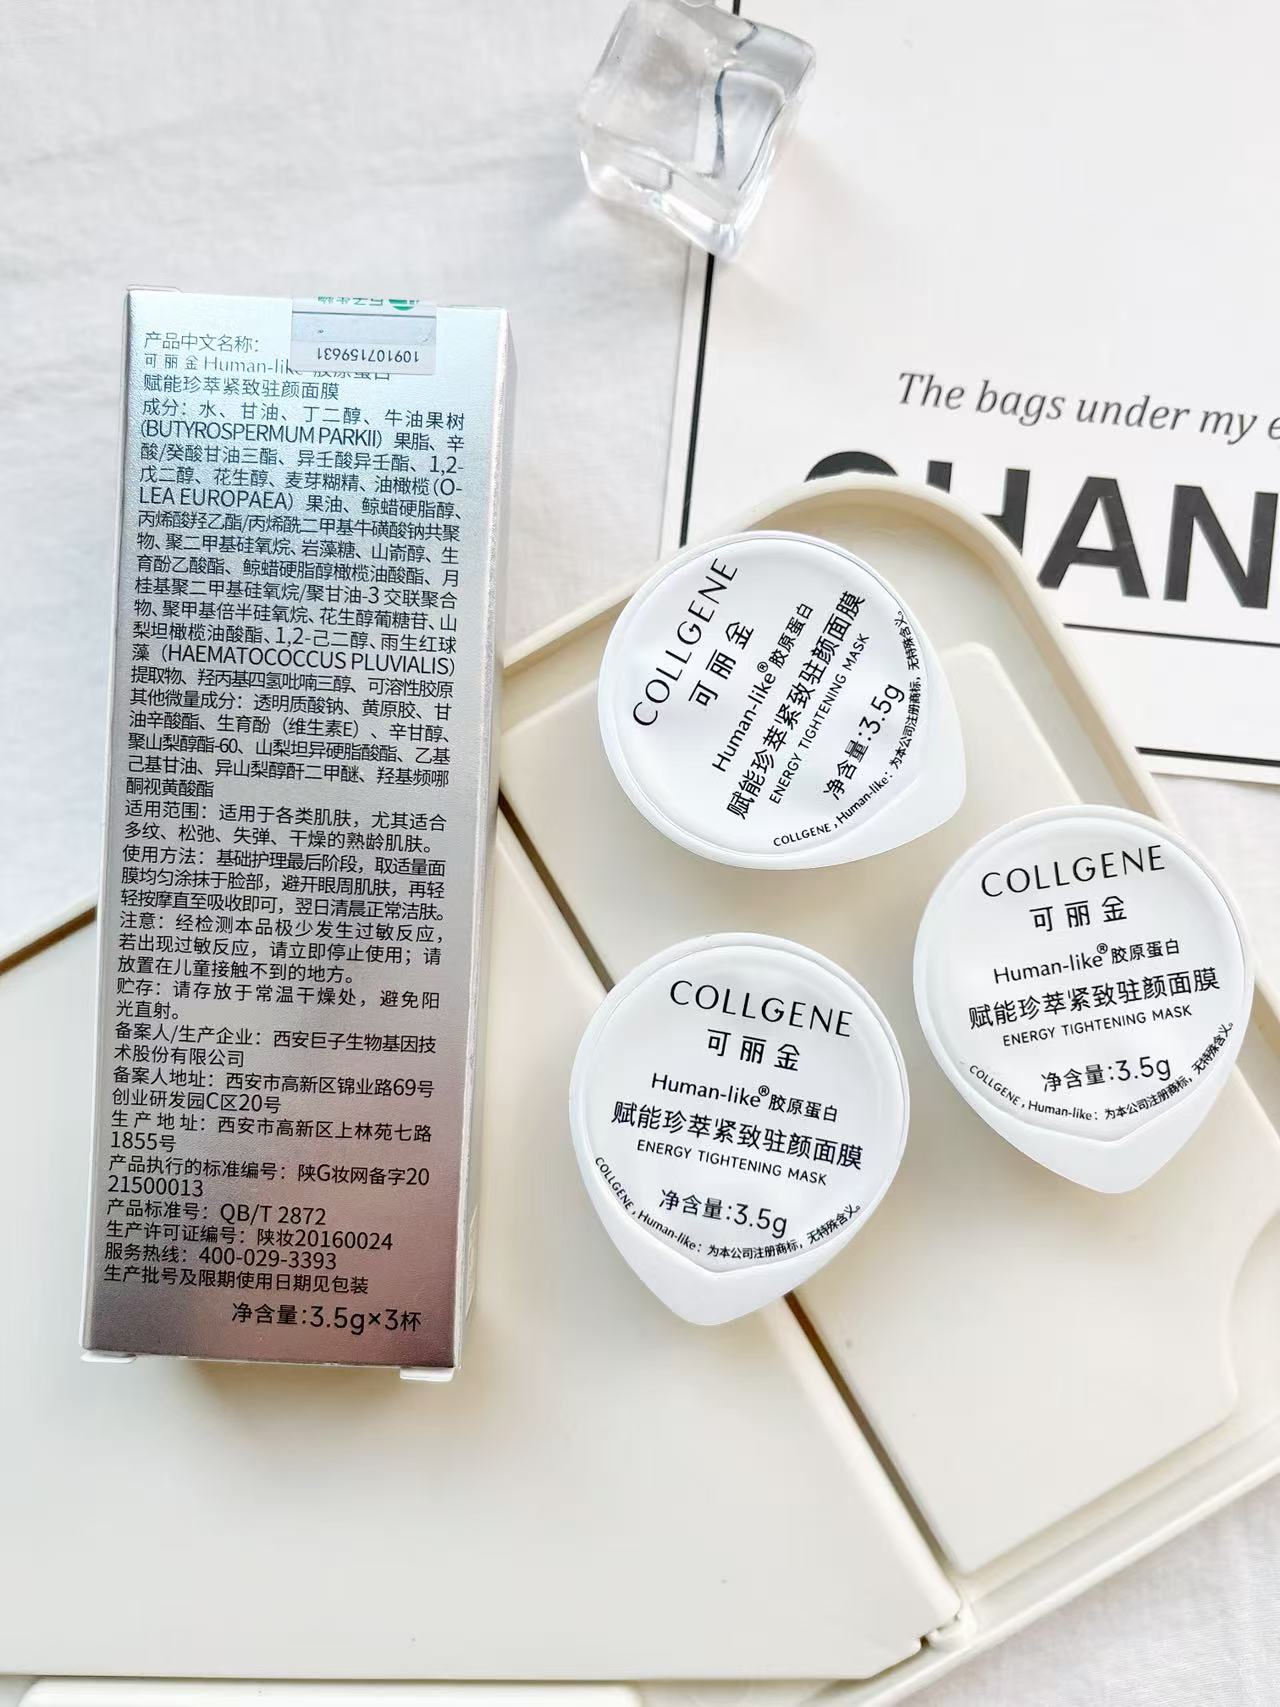 109107159631
产品中文名称：
可丽金 Human-lik 胶原蛋白
赋能珍萃紧致驻颜面膜
成分：水、甘油、丁二醇、牛油果树
(BUTYROSPERMUM PARKII) 果脂、辛
酸/癸酸甘油三酯、异壬酸异壬酯、1,2-
戊二醇、花生醇、麦芽糊精、油橄榄(O-
LEA EUROPAEA) 果油、鲸蜡硬脂醇、
丙烯酸羟乙酯/丙烯酰二甲基牛磺酸钠共聚
物、聚二甲基硅氧烷、岩藻糖、山嵛醇、生
育酚乙酸酯、鲸蜡硬脂醇橄榄油酸酯、月
桂基聚二甲基硅氧烷/聚甘油-3 交联聚合
物、聚甲基倍半硅氧烷、花生醇葡糖苷、山
梨坦橄榄油酸酯、1,2-己二醇、雨生红球
藻（HAEMATOCOCCUS PLUVIALIS）
提取物、羟丙基四氢吡喃三醇、可溶性胶原
其他微量成分：透明质酸钠、黄原胶、甘
油辛酸酯、生育酚（维生素E）、辛甘醇、
聚山梨醇酯-60、山梨坦异硬脂酸酯、乙基
己基甘油、异山梨醇酐二甲醚、羟基频哪
酮视黄酸酯
适用范围：适用于各类肌肤，尤其适合
多纹、松弛、失弹、干燥的熟龄肌肤。
使用方法：基础护理最后阶段，取适量面
膜均匀涂抹于脸部，避开眼周肌肤，再轻
轻按摩直至吸收即可，翌日清晨正常洁肤。
注意：经检测本品极少发生过敏反应，
若出现过敏反应，请立即停止使用；请
放置在儿童接触不到的地方。
贮存：请存放于常温干燥处，避免阳
光直射。
备案人/生产企业：西安巨子生物基因技
术股份有限公司
备案人地址：西安市高新区锦业路69号
创业研发园C区20号
生产地址：西安市高新区上林苑七路
1855号
产品执行的标准编号：陕G妆网备字20
21500013
产品标准号：QB/T 2872
生产许可证编号：陕妆20160024
服务热线：400-029-3393
生产批号及限期使用日期见包装
净含量:3.5g×3杯
The bags under my e
CHAN
COLLGENE
可丽金
Human-like®胶原蛋白
赋能珍萃紧致驻颜面膜
ENERGY TIGHTENING MASK
净含量:3.5g
COLLGENE，Human-like：为本公司注册商标，无特殊含义。
COLLGENE
可丽金
Human-like®胶原蛋白
赋能珍萃紧致驻颜面膜
ENERGY TIGHTENING MASK
净含量:3.5g
COLLGENE，Human-like：为本公司注册商标，无特殊含义。
COLLGENE
可丽金
Human-like®胶原蛋白
赋能珍萃紧致驻颜面膜
ENERGY TIGHTENING MASK
净含量:3.5g
COLLGENE，Human-like：为本公司注册商标，无特殊含义。